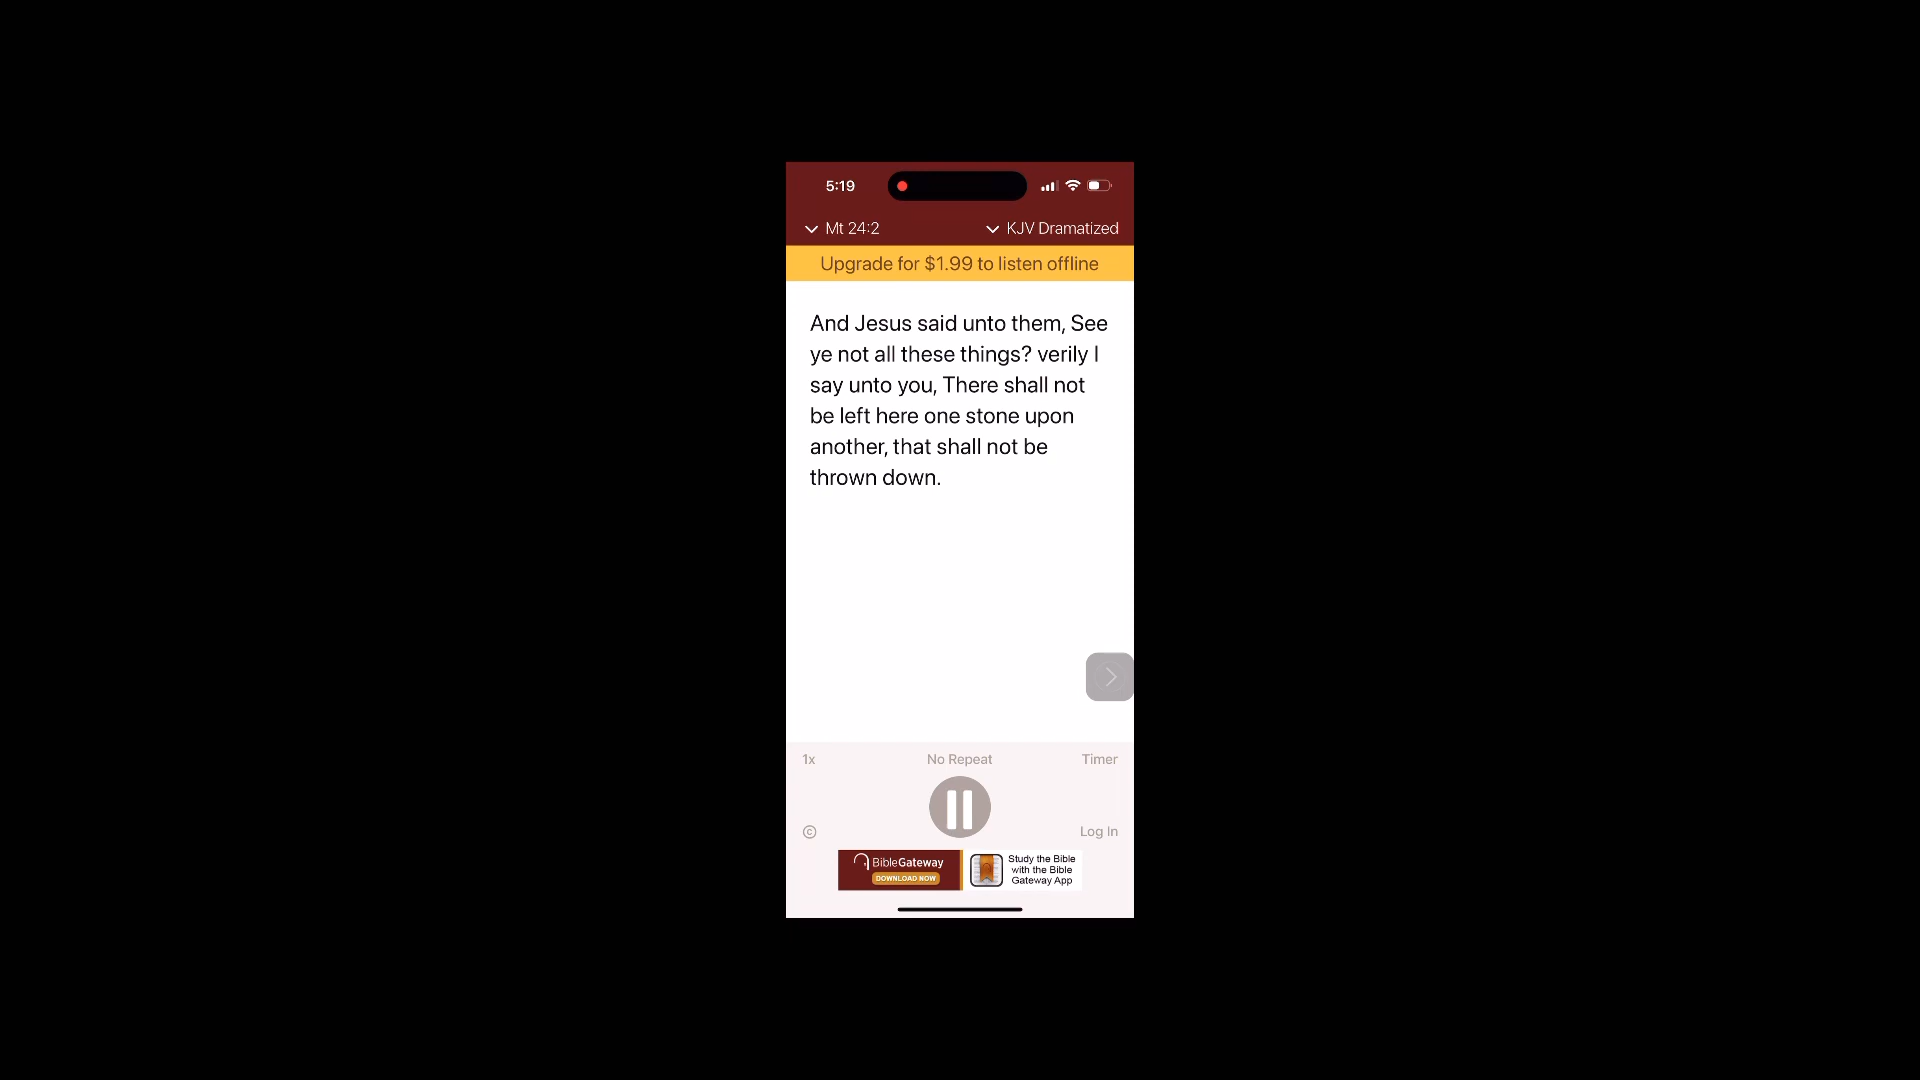 5:19
Mt 24:2
KJV Dramatized
Upgrade for $1.99 to listen offline
And Jesus said unto them, See
ye not all these things? verily I
say unto you, There shall not
be left here one stone upon
another, that shall not be
thrown down.
1x
No Repeat
Timer
©
Log In
BibleGateway
DOWNLOAD NOW
Study the Bible
with the Bible
Gateway App